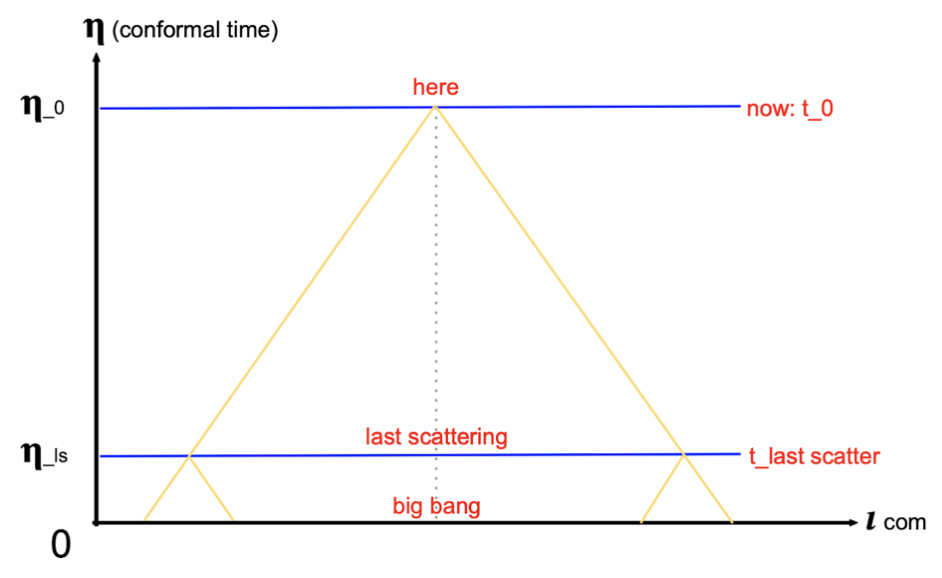 η (conformal time)
here
η_0
now: t_0
last scattering
η_ls
t_last scatter
big bang
0
l com